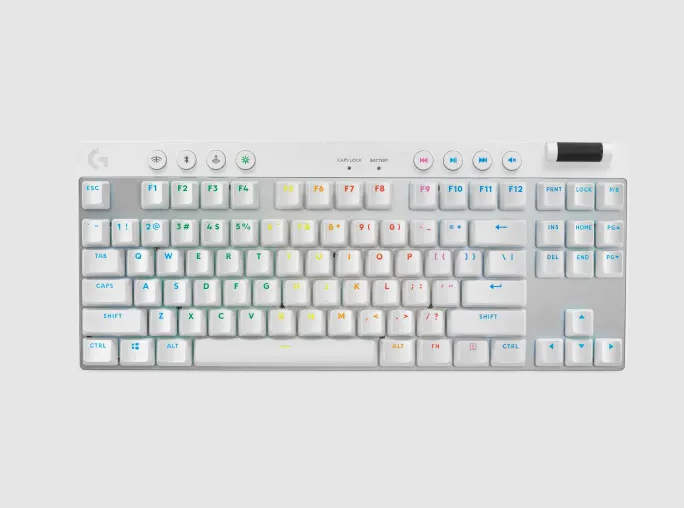 CAPS LOCK BATTERY
ESC F1 F2 F3 F4 F5 F6 F7 F8 F9 F10 F11 F12 PRNT LOCK P/B
` ~ 1 ! 2 @ 3 # 4 $ 5 % 8 * 9 ( 0 ) - _ = + INS HOME PG
TAB Q W E R T I O P [ { ] } \ | DEL END PG
CAPS A S D F G K L ; : ' "
SHIFT Z X C V M , < . > / ? SHIFT
CTRL ALT ALT FN CTRL